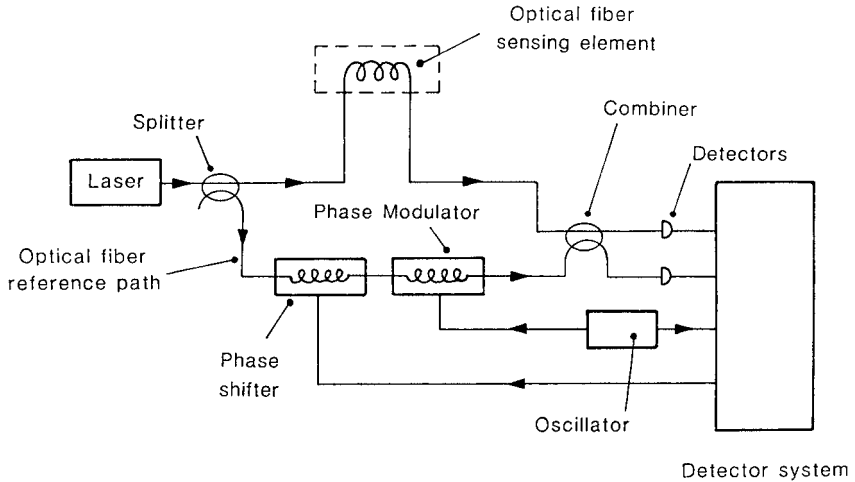 Optical fiber
sensing element
Splitter
Combiner
Laser
Detectors
Phase Modulator
Optical fiber
reference path
Phase
shifter
Oscillator
Detector system